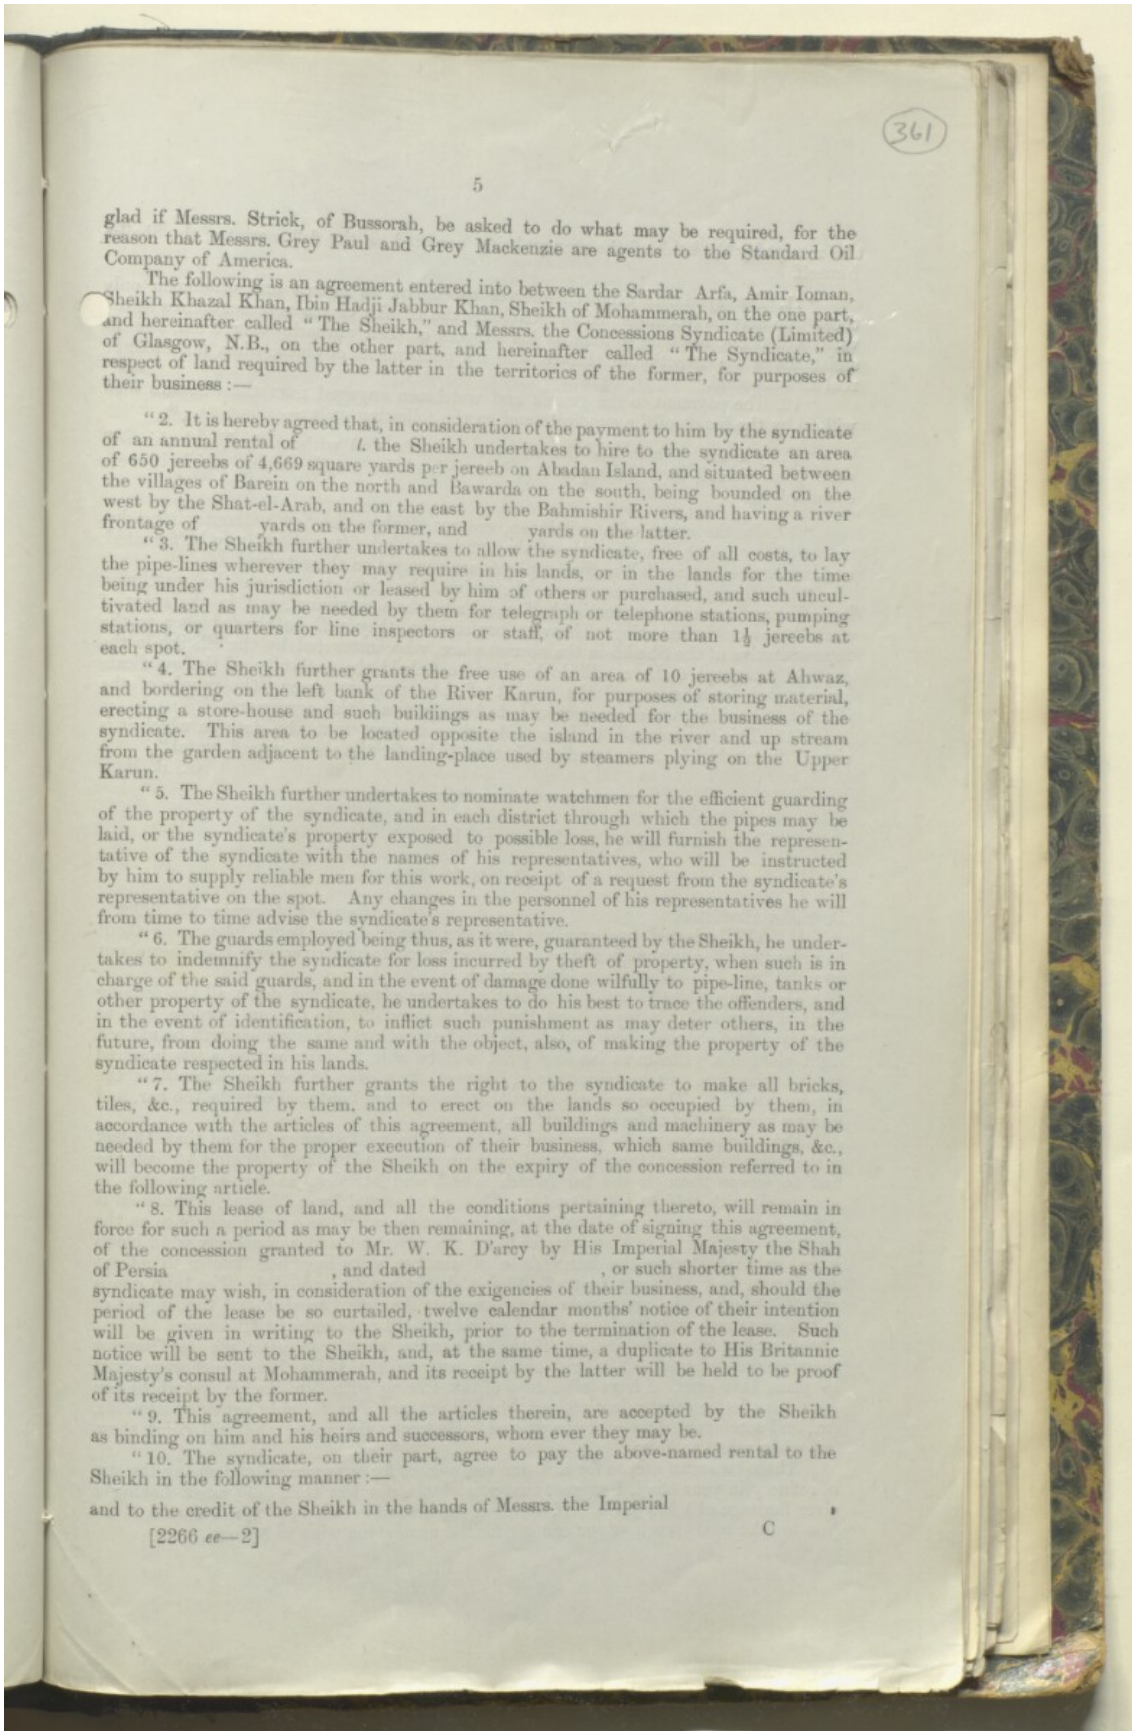 361
5
glad if Messrs. Strick, of Bussorah, be asked to do what may be required, for the
reason that Messrs. Grey Paul and Grey Mackenzie are agents to the Standard Oil
Company of America.
The following is an agreement entered into between the Sardar Arfa, Amir Ioman,
Sheikh Khazal Khan, Ibin Hadji Jabbur Khan, Sheikh of Mohammerah, on the one part,
and hereinafter called "The Sheikh," and Messrs. the Concessions Syndicate (Limited)
of Glasgow, N.B., on the other part, and hereinafter called "The Syndicate," in
respect of land required by the latter in the territories of the former, for purposes of
their business :—
"2. It is hereby agreed that, in consideration of the payment to him by the syndicate
of an annual rental of l. the Sheikh undertakes to hire to the syndicate an area
of 650 jereebs of 4,669 square yards per jereeb on Abadan Island, and situated between
the villages of Barein on the north and Bawarda on the south, being bounded on the
west by the Shat-el-Arab, and on the east by the Bahmishir Rivers, and having a river
frontage of yards on the former, and yards on the latter.
"3. The Sheikh further undertakes to allow the syndicate, free of all costs, to lay
the pipe-lines wherever they may require in his lands, or in the lands for the time
being under his jurisdiction or leased by him of others or purchased, and such uncul-
tivated land as may be needed by them for telegraph or telephone stations, pumping
stations, or quarters for line inspectors or staff, of not more than 1½ jereebs at
each spot.
"4. The Sheikh further grants the free use of an area of 10 jereebs at Ahwaz,
and bordering on the left bank of the River Karun, for purposes of storing material,
erecting a store-house and such buildings as may be needed for the business of the
syndicate. This area to be located opposite the island in the river and up stream
from the garden adjacent to the landing-place used by steamers plying on the Upper
Karun.
"5. The Sheikh further undertakes to nominate watchmen for the efficient guarding
of the property of the syndicate, and in each district through which the pipes may be
laid, or the syndicate's property exposed to possible loss, he will furnish the represen-
tative of the syndicate with the names of his representatives, who will be instructed
by him to supply reliable men for this work, on receipt of a request from the syndicate's
representative on the spot. Any changes in the personnel of his representatives he will
from time to time advise the syndicate's representative.
"6. The guards employed being thus, as it were, guaranteed by the Sheikh, he under-
takes to indemnify the syndicate for loss incurred by theft of property, when such is in
charge of the said guards, and in the event of damage done wilfully to pipe-line, tanks or
other property of the syndicate, he undertakes to do his best to trace the offenders, and
in the event of identification, to inflict such punishment as may deter others, in the
future, from doing the same and with the object, also, of making the property of the
syndicate respected in his lands.
"7. The Sheikh further grants the right to the syndicate to make all bricks,
tiles, &c., required by them, and to erect on the lands so occupied by them, in
accordance with the articles of this agreement, all buildings and machinery as may be
needed by them for the proper execution of their business, which same buildings, &c.,
will become the property of the Sheikh on the expiry of the concession referred to in
the following article.
"8. This lease of land, and all the conditions pertaining thereto, will remain in
force for such a period as may be then remaining, at the date of signing this agreement,
of the concession granted to Mr. W. K. D'arcy by His Imperial Majesty the Shah
of Persia , and dated , or such shorter time as the
syndicate may wish, in consideration of the exigencies of their business, and, should the
period of the lease be so curtailed, twelve calendar months' notice of their intention
will be given in writing to the Sheikh, prior to the termination of the lease. Such
notice will be sent to the Sheikh, and, at the same time, a duplicate to His Britannic
Majesty's consul at Mohammerah, and its receipt by the latter will be held to be proof
of its receipt by the former.
"9. This agreement, and all the articles therein, are accepted by the Sheikh
as binding on him and his heirs and successors, whom ever they may be.
"10. The syndicate, on their part, agree to pay the above-named rental to the
Sheikh in the following manner :—
and to the credit of the Sheikh in the hands of Messrs. the Imperial ,
[2266 ee—2] C